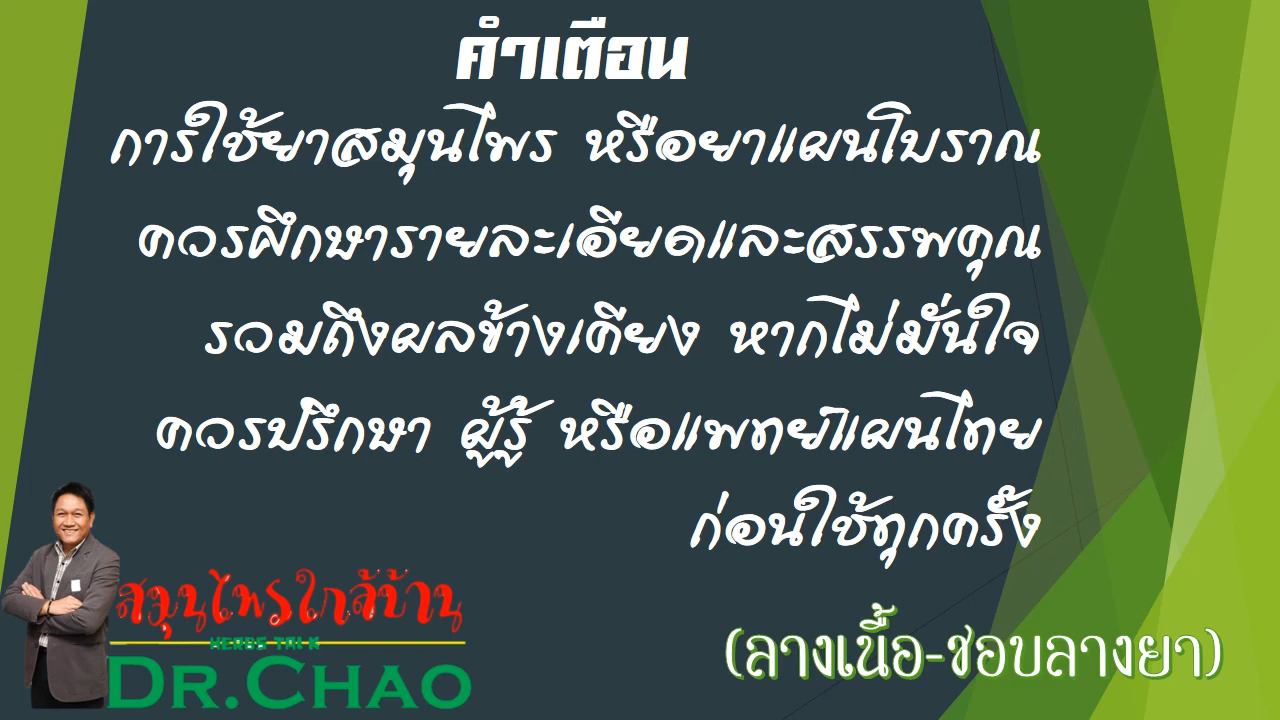 คำเตือน
การใช้ยาสมุนไพร หรือยาแผนโบราณ
ควรศึกษารายละเอียดและสรรพคุณ
รวมถึงผลข้างเคียง หากไม่มั่นใจ
ควรปรึกษา ผู้รู้ หรือแพทย์แผนไทย
ก่อนใช้ทุกครั้ง
สมุนไพรใกล้บ้าน
HERBS TALK
DR.CHAO
(ลางเนื้อ-ชอบลางยา)